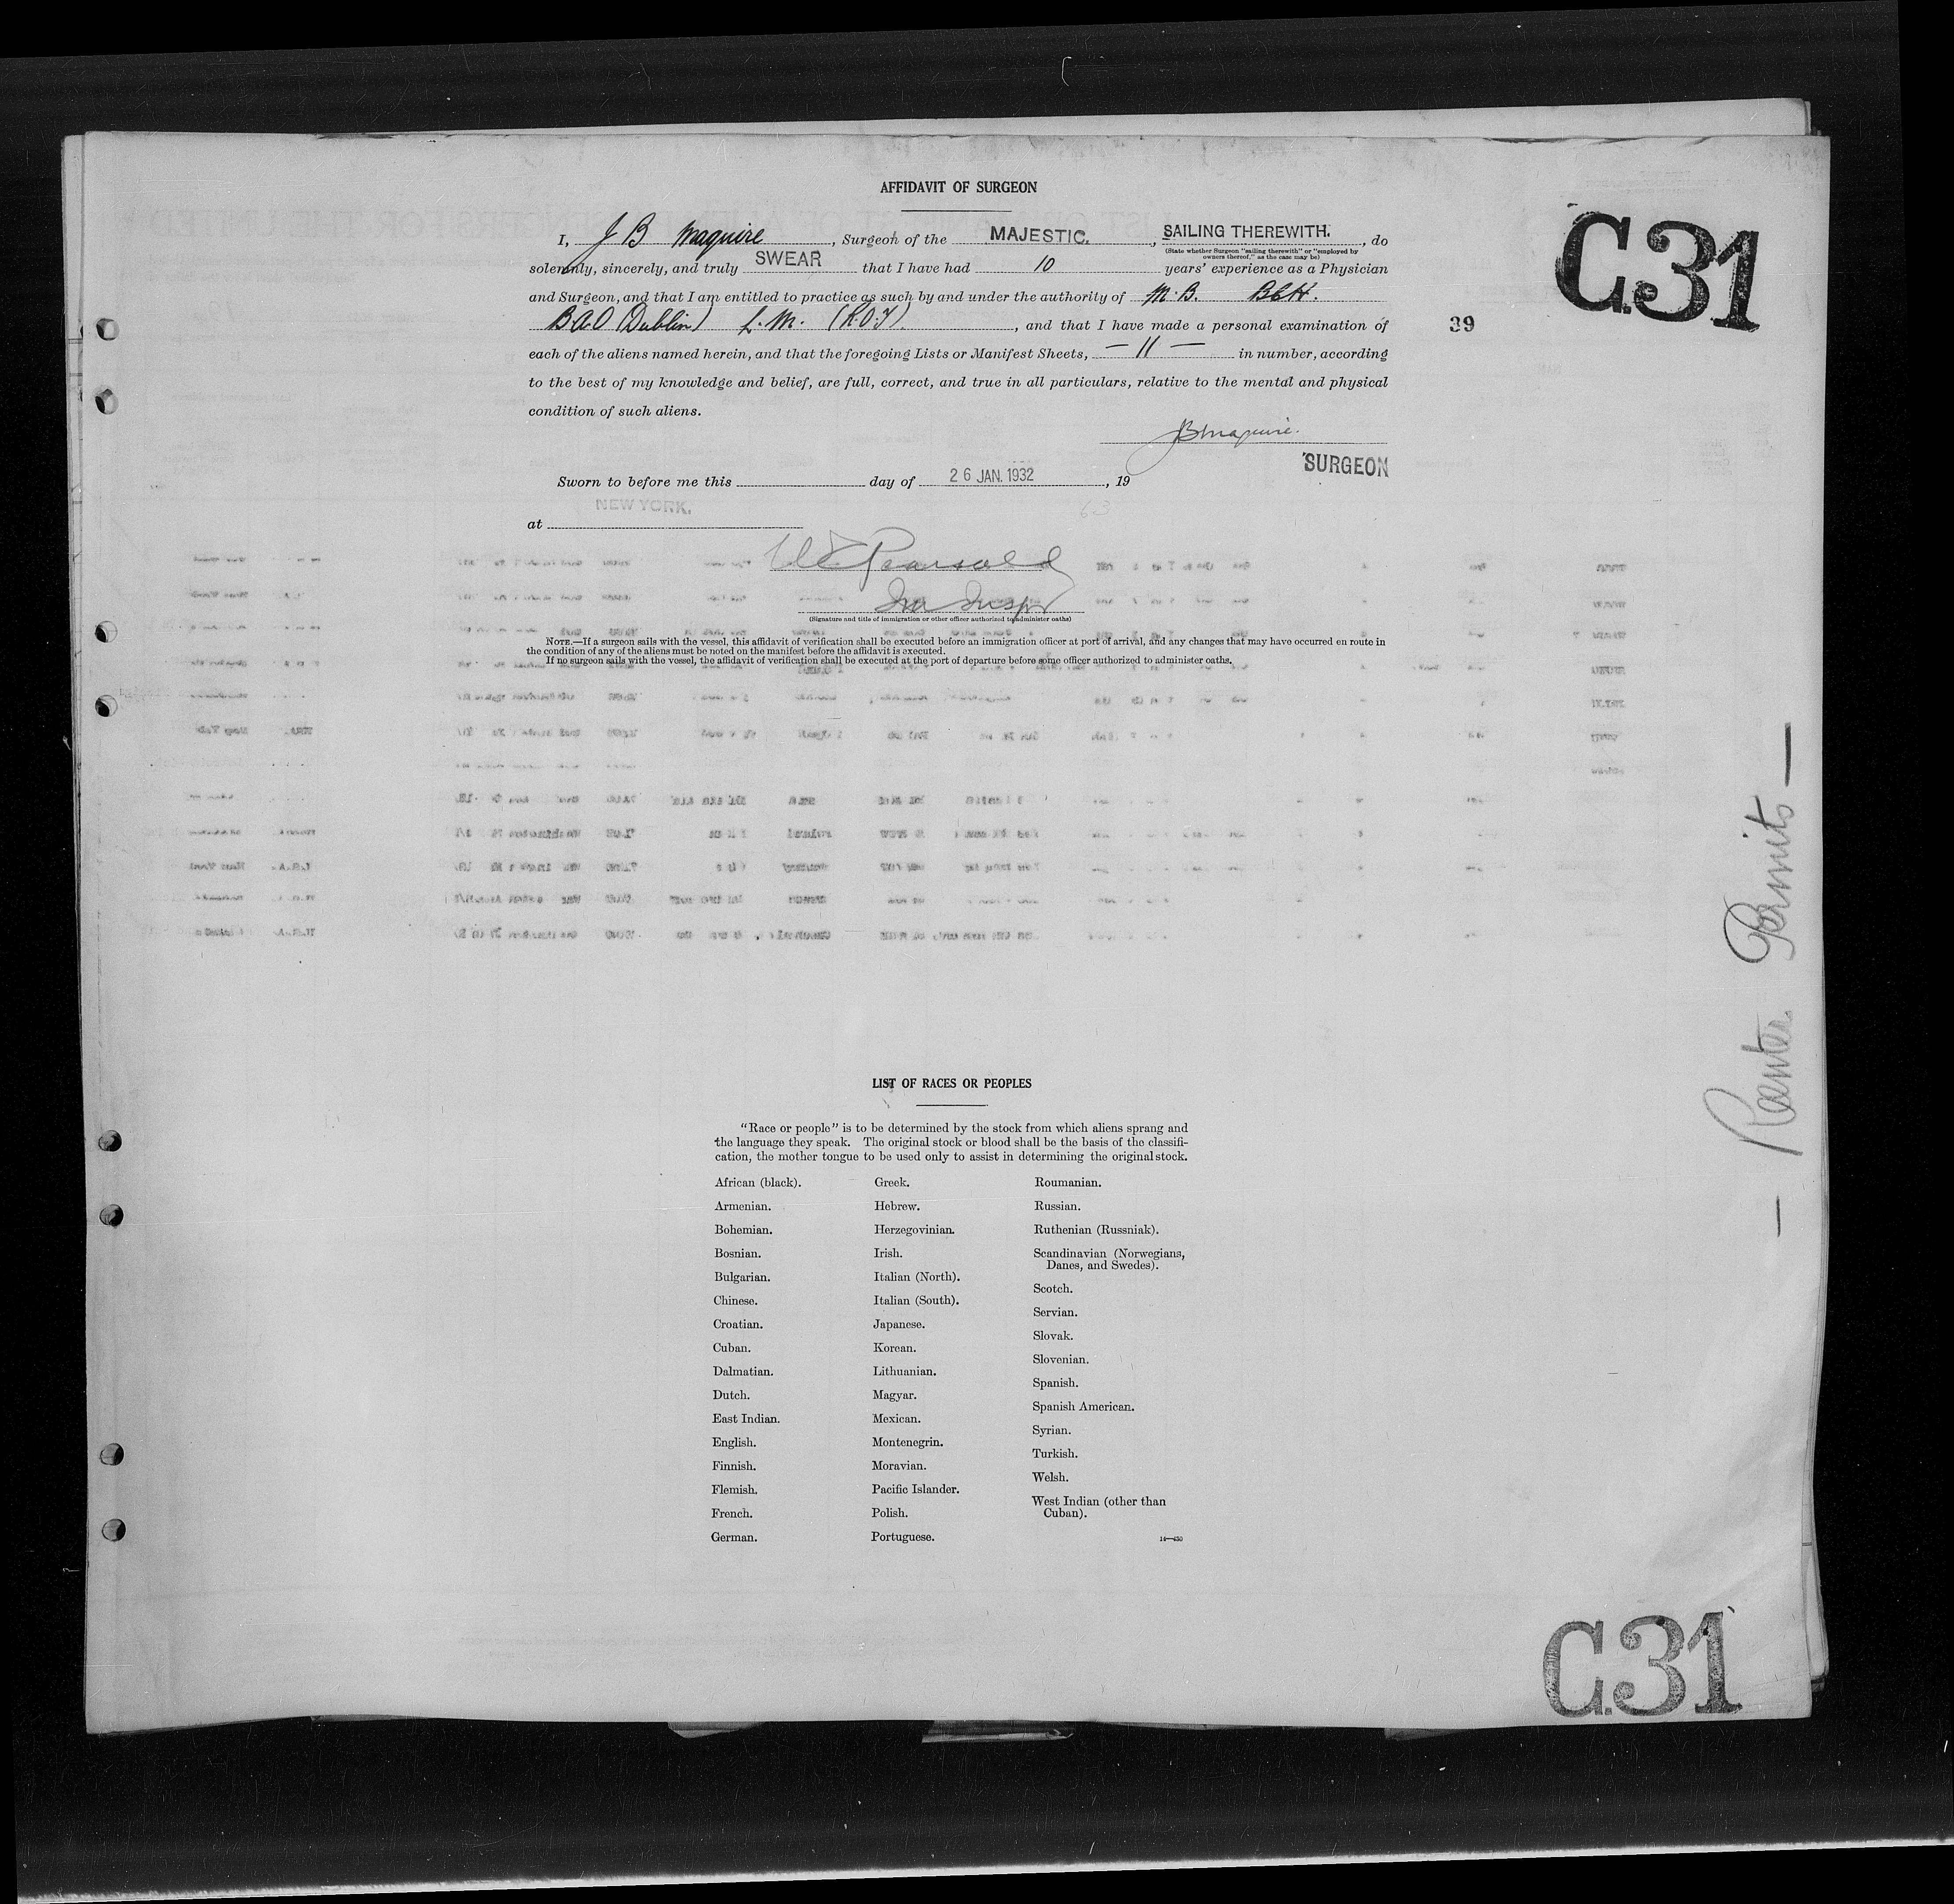 AFFIDAVIT OF SURGEON
C.31
I, J B Maguire, Surgeon of the MAJESTIC., SAILING THEREWITH., do
(State whether Surgeon "sailing therewith" or "employed by
owners thereof," as the case may be)
solemnly, sincerely, and truly SWEAR that I have had 10 years' experience as a Physician
and Surgeon, and that I am entitled to practice as such by and under the authority of M.B. BCH.
B.A.O (Dublin) L.M. , and that I have made a personal examination of
39
each of the aliens named herein, and that the foregoing Lists or Manifest Sheets, — 11 — in number, according
to the best of my knowledge and belief, are full, correct, and true in all particulars, relative to the mental and physical
condition of such aliens.
JB Maguire.
SURGEON
Sworn to before me this day of 26 JAN. 1932, 19
NEW YORK.
at
63
Pearsall
Imm Inspr
(Signature and title of immigration or other officer authorized to administer oaths)
NOTE.—If a surgeon sails with the vessel, this affidavit of verification shall be executed before an immigration officer at port of arrival, and any changes that may have occurred en route in
the condition of any of the aliens must be noted on the manifest before the affidavit is executed.
If no surgeon sails with the vessel, the affidavit of verification shall be executed at the port of departure before some officer authorized to administer oaths.
— Reenter Permits —
LIST OF RACES OR PEOPLES
"Race or people" is to be determined by the stock from which aliens sprang and
the language they speak. The original stock or blood shall be the basis of the classifi-
cation, the mother tongue to be used only to assist in determining the original stock.
African (black).
Armenian.
Bohemian.
Bosnian.
Bulgarian.
Chinese.
Croatian.
Cuban.
Dalmatian.
Dutch.
East Indian.
English.
Finnish.
Flemish.
French.
German.
Greek.
Hebrew.
Herzegovinian.
Irish.
Italian (North).
Italian (South).
Japanese.
Korean.
Lithuanian.
Magyar.
Mexican.
Montenegrin.
Moravian.
Pacific Islander.
Polish.
Portuguese.
Roumanian.
Russian.
Ruthenian (Russniak).
Scandinavian (Norwegians,
Danes, and Swedes).
Scotch.
Servian.
Slovak.
Slovenian.
Spanish.
Spanish American.
Syrian.
Turkish.
Welsh.
West Indian (other than
Cuban).
14—430
C.31